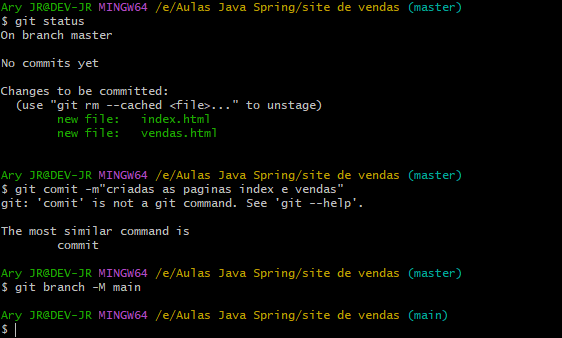 Ary JR@DEV-JR MINGW64 /e/Aulas Java Spring/site de vendas (master)
$ git status
On branch master
No commits yet
Changes to be committed:
(use "git rm --cached <file>..." to unstage)
new file: index.html
new file: vendas.html
Ary JR@DEV-JR MINGW64 /e/Aulas Java Spring/site de vendas (master)
$ git comit -m"criadas as paginas index e vendas"
git: 'comit' is not a git command. See 'git --help'.
The most similar command is
commit
Ary JR@DEV-JR MINGW64 /e/Aulas Java Spring/site de vendas (master)
$ git branch -M main
Ary JR@DEV-JR MINGW64 /e/Aulas Java Spring/site de vendas (main)
$